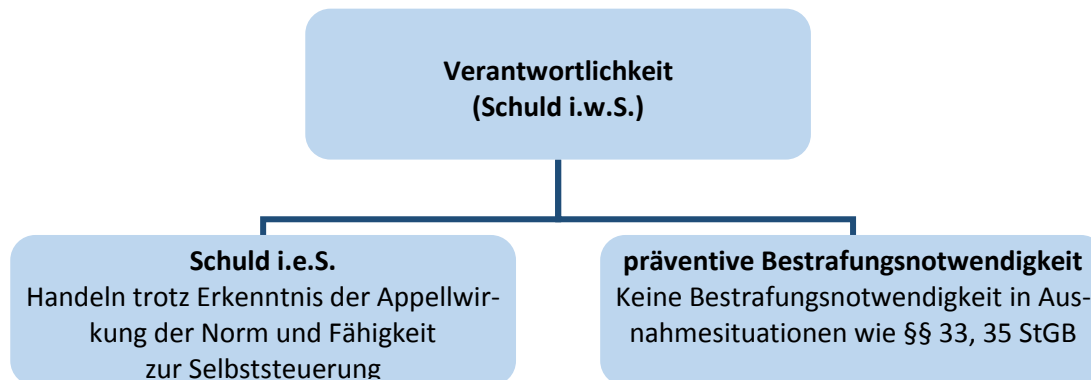 Verantwortlichkeit
(Schuld i.w.S.)
Schuld i.e.S.
Handeln trotz Erkenntnis der Appellwir-
kung der Norm und Fähigkeit
zur Selbststeuerung
präventive Bestrafungsnotwendigkeit
Keine Bestrafungsnotwendigkeit in Aus-
nahmesituationen wie §§ 33, 35 StGB